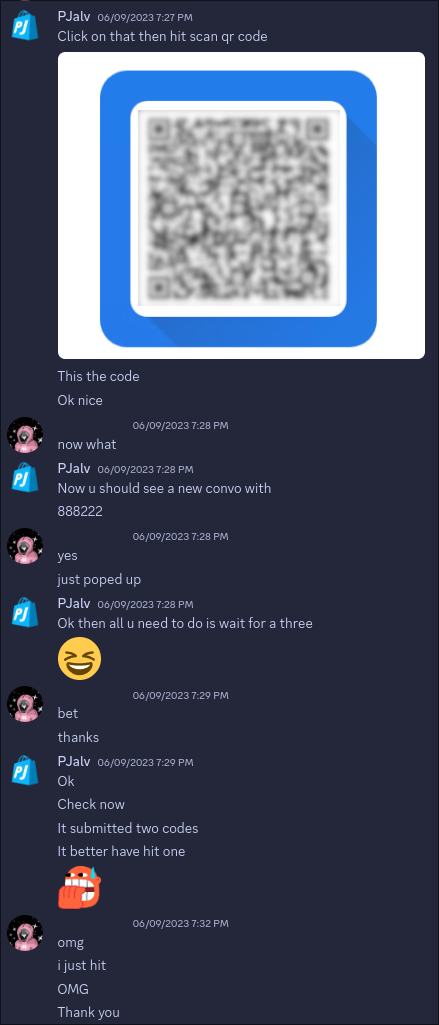 PJalv 06/09/2023 7:27 PM
Click on that then hit scan qr code
This the code
Ok nice
06/09/2023 7:28 PM
now what
PJ
PJalv 06/09/2023 7:28 PM
Now u should see a new convo with
888222
06/09/2023 7:28 PM
yes
just poped up
PJ
PJalv 06/09/2023 7:28 PM
Ok then all u need to do is wait for a three
06/09/2023 7:29 PM
bet
thanks
PJ
PJalv 06/09/2023 7:29 PM
Ok
Check now
It submitted two codes
It better have hit one
06/09/2023 7:32 PM
omg
i just hit
OMG
Thank you